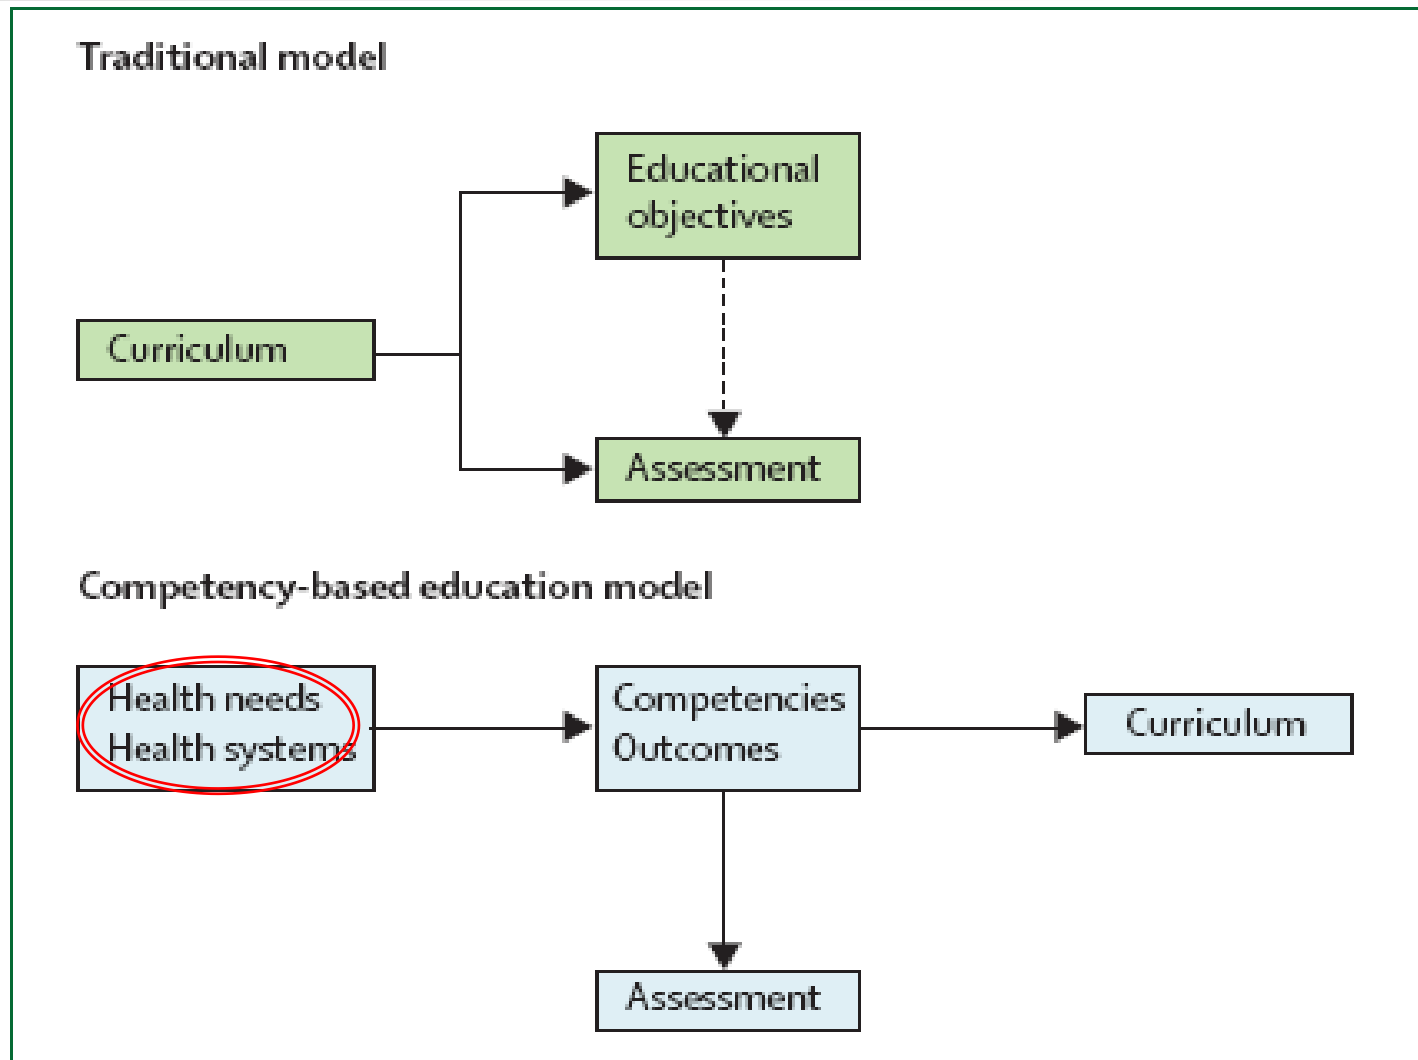 Traditional model
Educational
objectives
Curriculum
Assessment
Competency-based education model
Health needs
Health systems
Competencies
Outcomes
Curriculum
Assessment